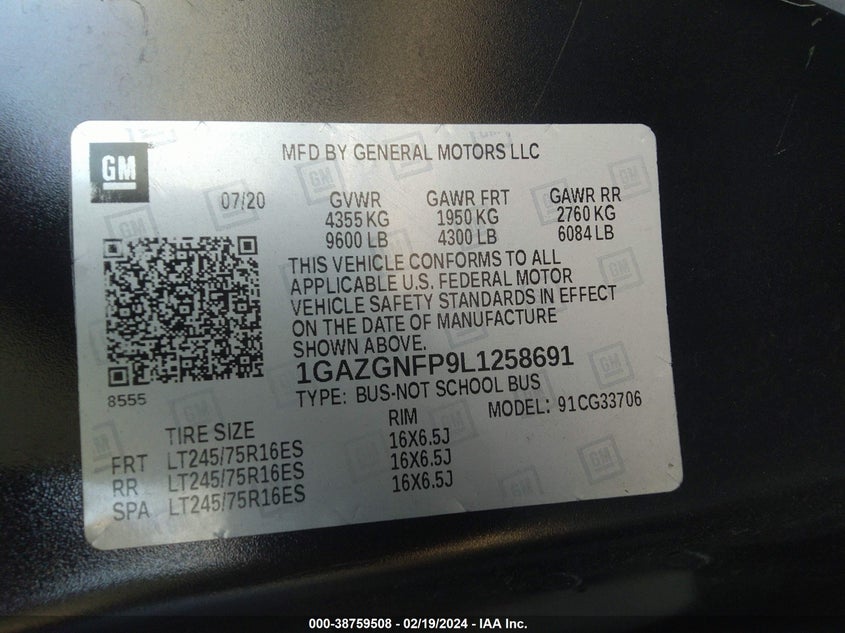 GM
MFD BY GENERAL MOTORS LLC
07/20
GVWR GAWR FRT GAWR RR
4355 KG 1950 KG 2760 KG
9600 LB 4300 LB 6084 LB
THIS VEHICLE CONFORMS TO ALL
APPLICABLE U.S. FEDERAL MOTOR
VEHICLE SAFETY STANDARDS IN EFFECT
ON THE DATE OF MANUFACTURE
SHOWN ABOVE.
1GAZGNFP9L1258691
TYPE: BUS-NOT SCHOOL BUS
8555
MODEL: 91CG33706
TIRE SIZE RIM
FRT LT245/75R16ES 16X6.5J
RR LT245/75R16ES 16X6.5J
SPA LT245/75R16ES 16X6.5J
000-38759508 - 02/19/2024 - IAA Inc.